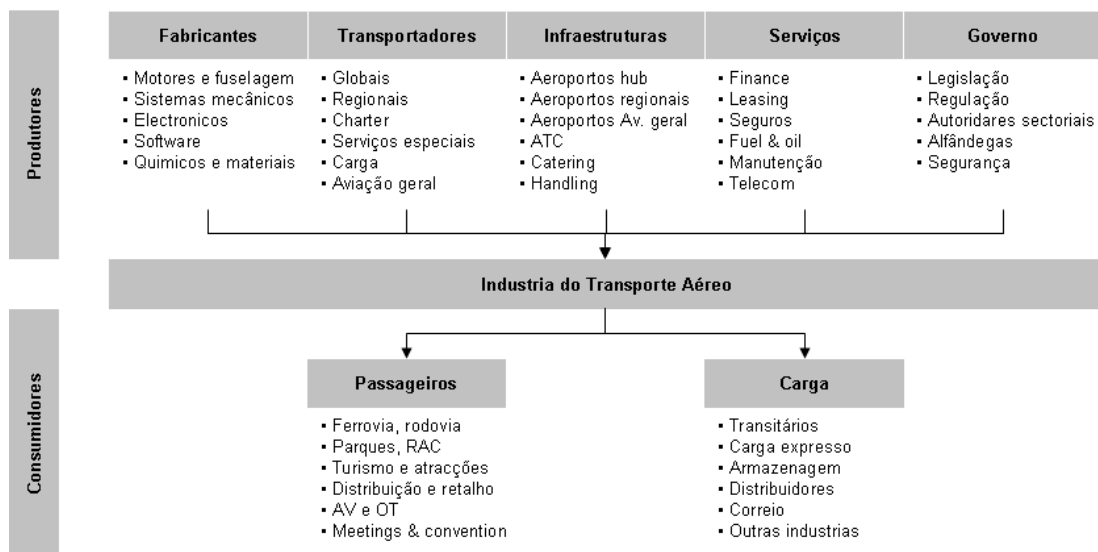 Produtores
Fabricantes
Motores e fuselagem
Sistemas mecânicos
Electronicos
Software
Quimicos e materiais
Transportadores
Globais
Regionais
Charter
Serviços especiais
Carga
Aviação geral
Infraestruturas
Aeroportos hub
Aeroportos regionais
Aeroportos Av. geral
ATC
Catering
Handling
Serviços
Finance
Leasing
Seguros
Fuel & oil
Manutenção
Telecom
Governo
Legislação
Regulação
Autoridares sectoriais
Alfândegas
Segurança
Industria do Transporte Aéreo
Consumidores
Passageiros
Ferrovia, rodovia
Parques, RAC
Turismo e atracções
Distribuição e retalho
AV e OT
Meetings & convention
Carga
Transitários
Carga expresso
Armazenagem
Distribuidores
Correio
Outras industrias